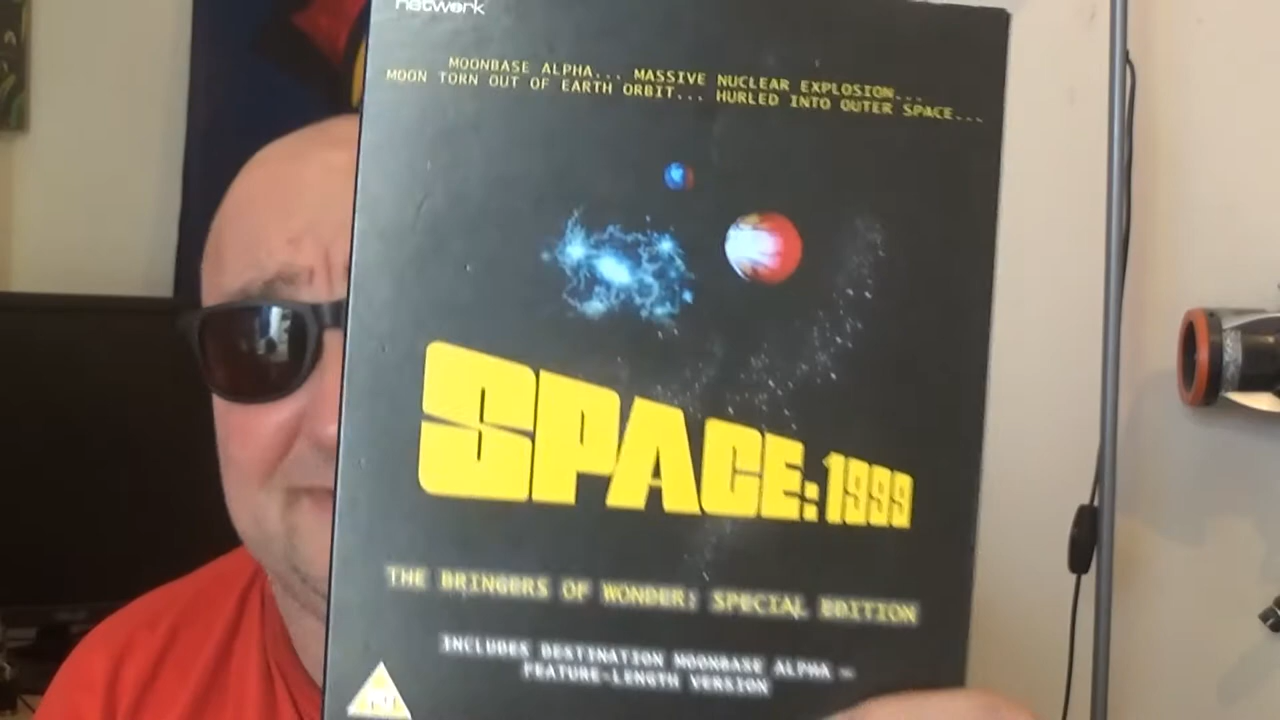 network
MOONBASE ALPHA... MASSIVE NUCLEAR EXPLOSION...
MOON TORN OUT OF EARTH ORBIT... HURLED INTO OUTER SPACE...
SPACE: 1999
THE BRINGERS OF WONDER: SPECIAL EDITION
INCLUDES DESTINATION MOONBASE ALPHA –
FEATURE-LENGTH VERSION
PG